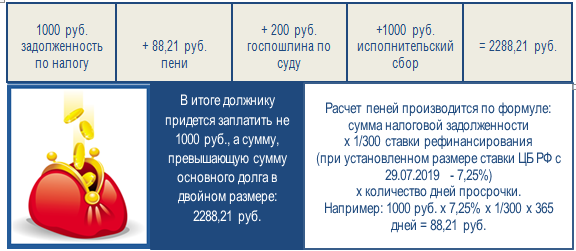 1000 руб.
задолженность
по налогу
+ 88,21 руб.
пени
+ 200 руб.
госпошлина по
суду
+1000 руб.
исполнительский
сбор
= 2288,21 руб.
В итоге должнику
придется заплатить не
1000 руб., а сумму,
превышающую сумму
основного долга в
двойном размере:
2288,21 руб.
Расчет пеней производится по формуле:
сумма налоговой задолженности
х 1/300 ставки рефинансирования
(при установленном размере ставки ЦБ РФ с
29.07.2019 - 7,25%)
х количество дней просрочки.
Например: 1000 руб. х 7,25% х 1/300 х 365
дней = 88,21 руб.